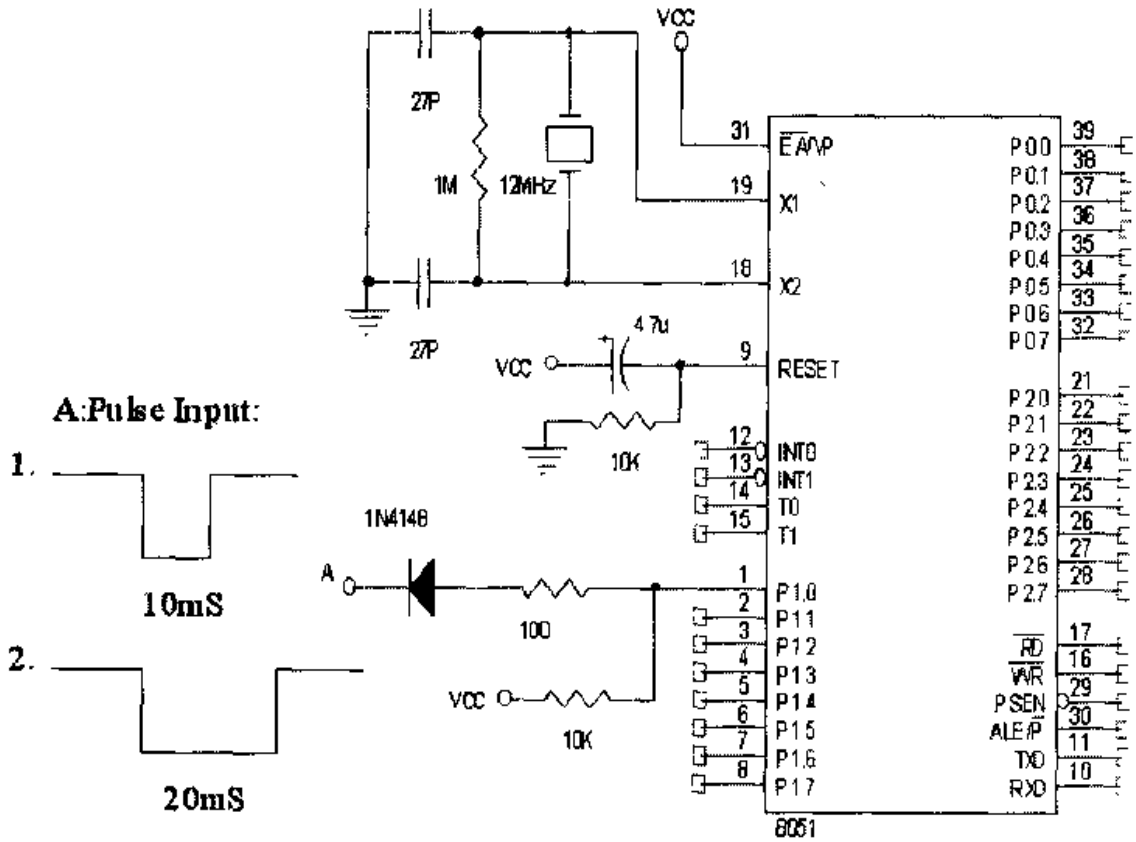 VCC
27P
1M
12MHz
27P
31
EA/VP
19
X1
18
X2
4.7u
VCC
9
RESET
10K
A:Pulse Input:
1.
10mS
2.
20mS
12
INT0
13
INT1
14
T0
15
T1
1N4148
A
100
VCC
10K
1
P1.0
2
P1.1
3
P1.2
4
P1.3
5
P1.4
6
P1.5
7
P1.6
8
P1.7
P0.0
39
P0.1
38
P0.2
37
P0.3
36
P0.4
35
P0.5
34
P0.6
33
P0.7
32
P2.0
21
P2.1
22
P2.2
23
P2.3
24
P2.4
25
P2.5
26
P2.6
27
P2.7
28
RD
17
WR
16
PSEN
29
ALE/P
30
TXD
11
RXD
10
8051